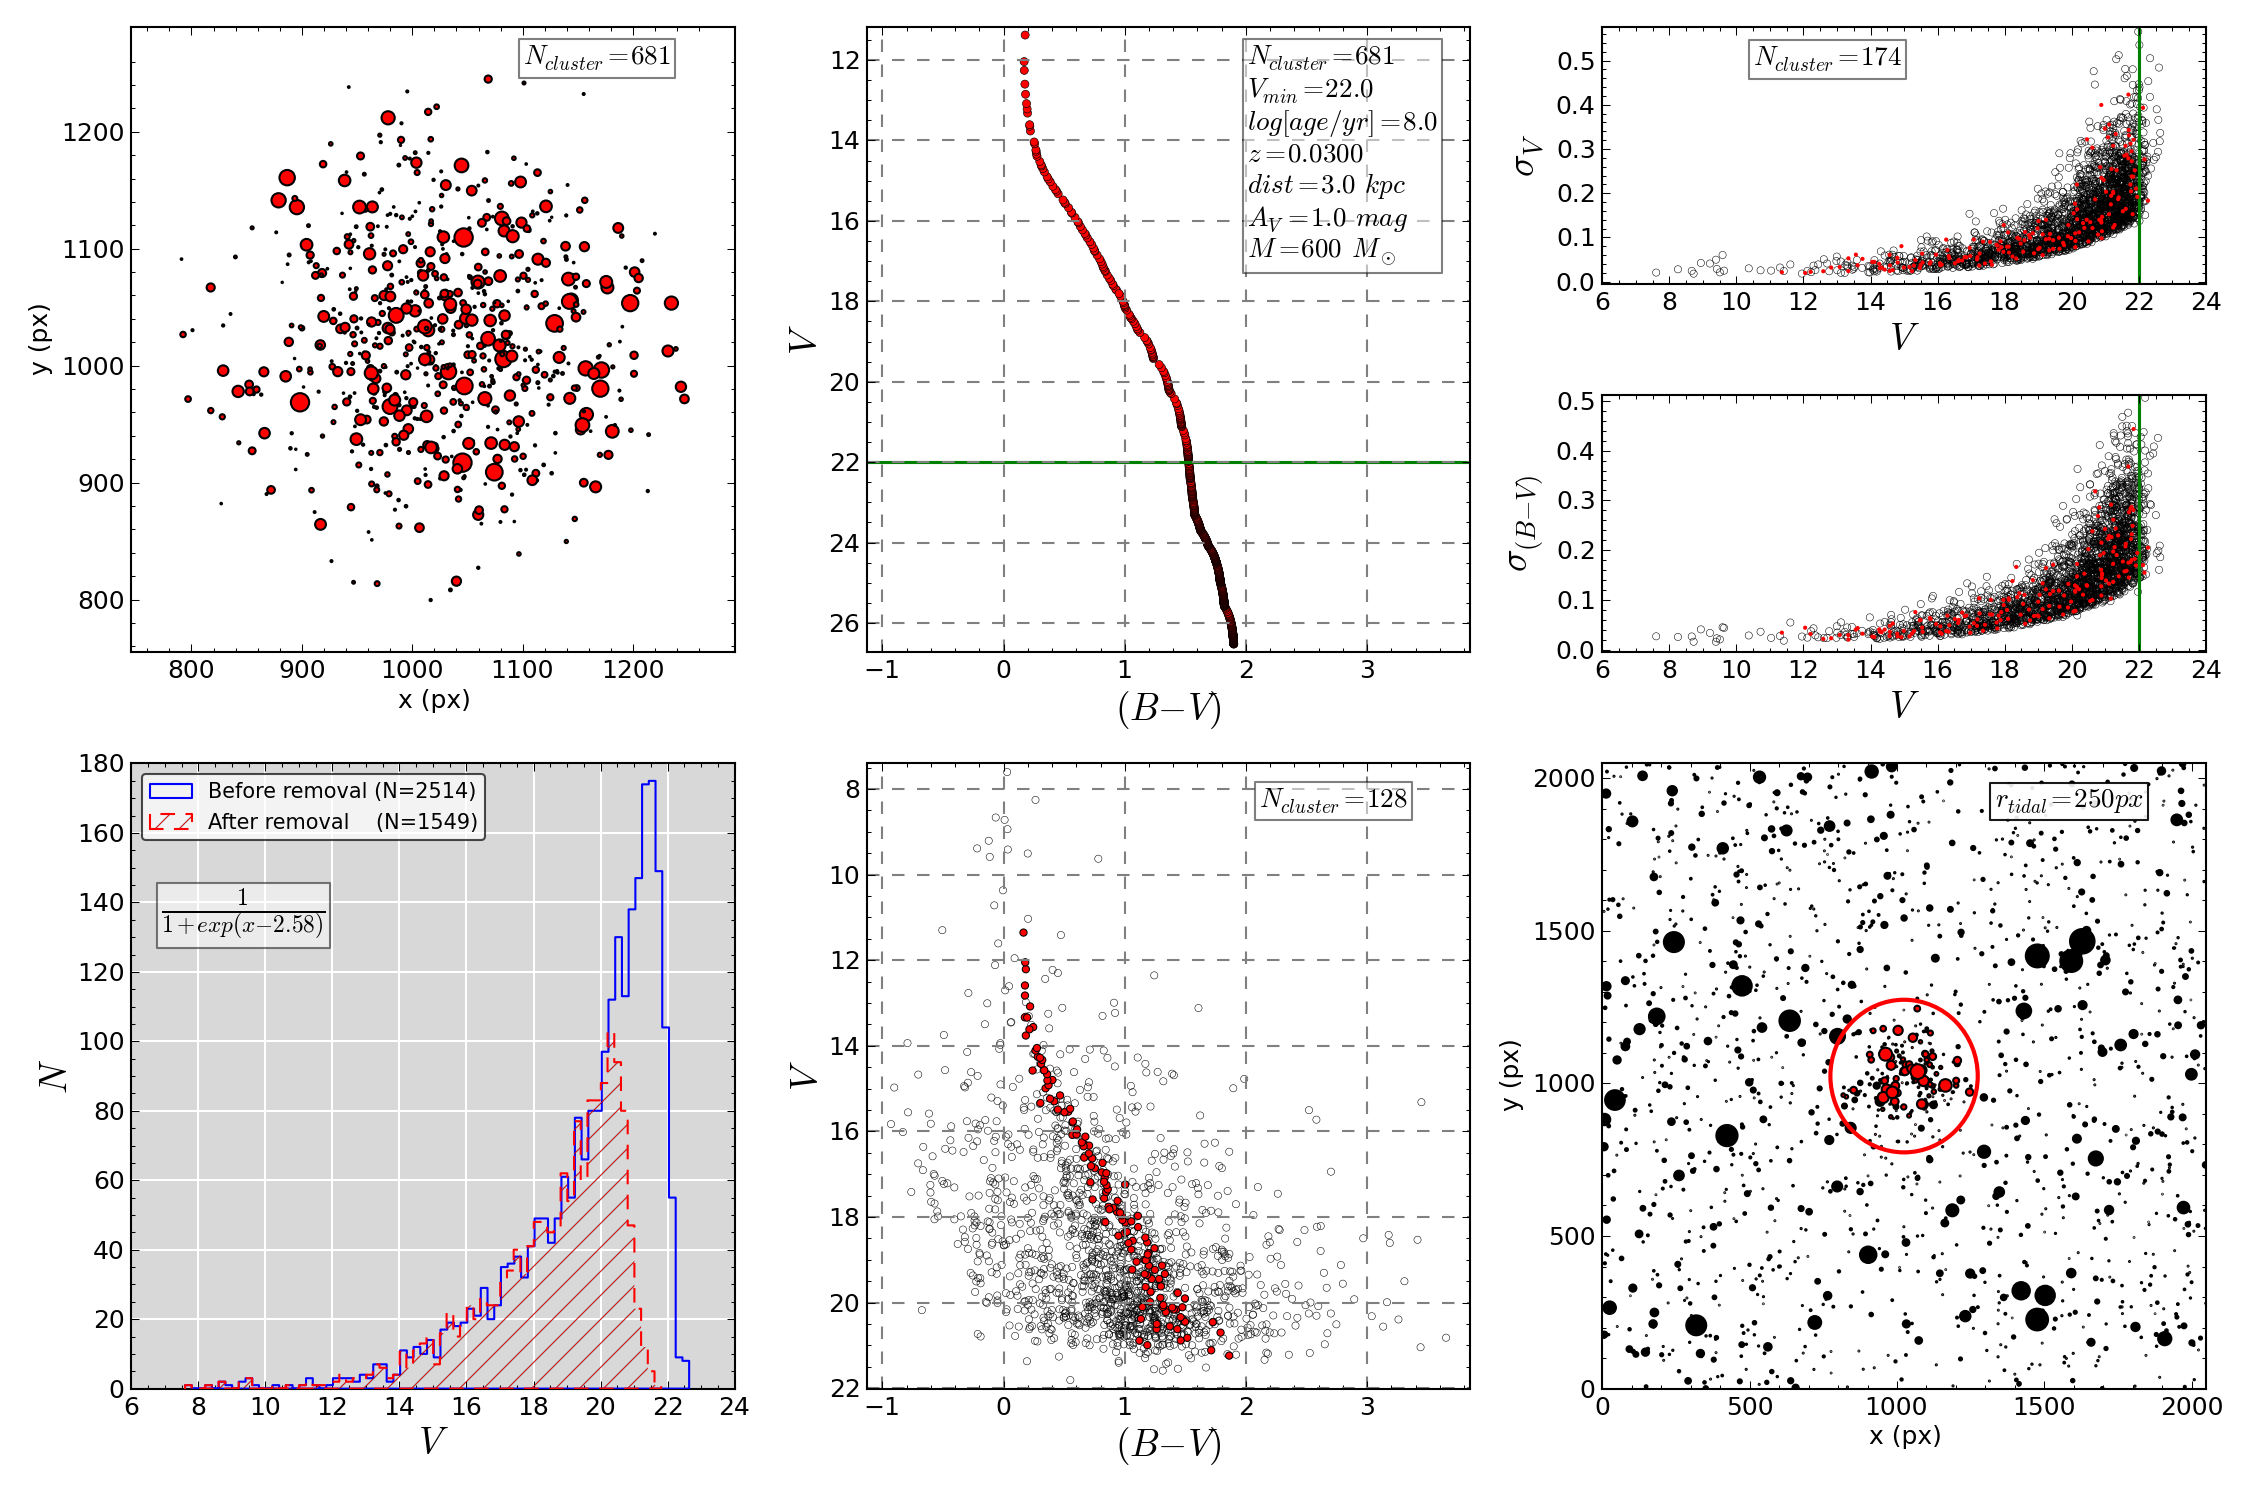 N_cluster=681
1200
1100
1000
900
800
y (px)
800 900 1000 1100 1200
x (px)
N_cluster=681
V_min=22.0
log[age/yr]=8.0
z=0.0300
dist=3.0 kpc
A_V=1.0 mag
M=600 M_⊙
12
14
16
18
20
22
24
26
V
−1 0 1 2 3
(B−V)
N_cluster=174
0.5
0.4
0.3
0.2
0.1
0.0
σ_V
6 8 10 12 14 16 18 20 22 24
V
0.5
0.4
0.3
0.2
0.1
0.0
σ_(B−V)
6 8 10 12 14 16 18 20 22 24
V
Before removal (N=2514)
After removal (N=1549)
1
1+exp(x−2.58)
180
160
140
120
100
80
60
40
20
0
N
6 8 10 12 14 16 18 20 22 24
V
N_cluster=128
8
10
12
14
16
18
20
22
V
−1 0 1 2 3
(B−V)
r_tidal=250px
2000
1500
1000
500
0
y (px)
0 500 1000 1500 2000
x (px)